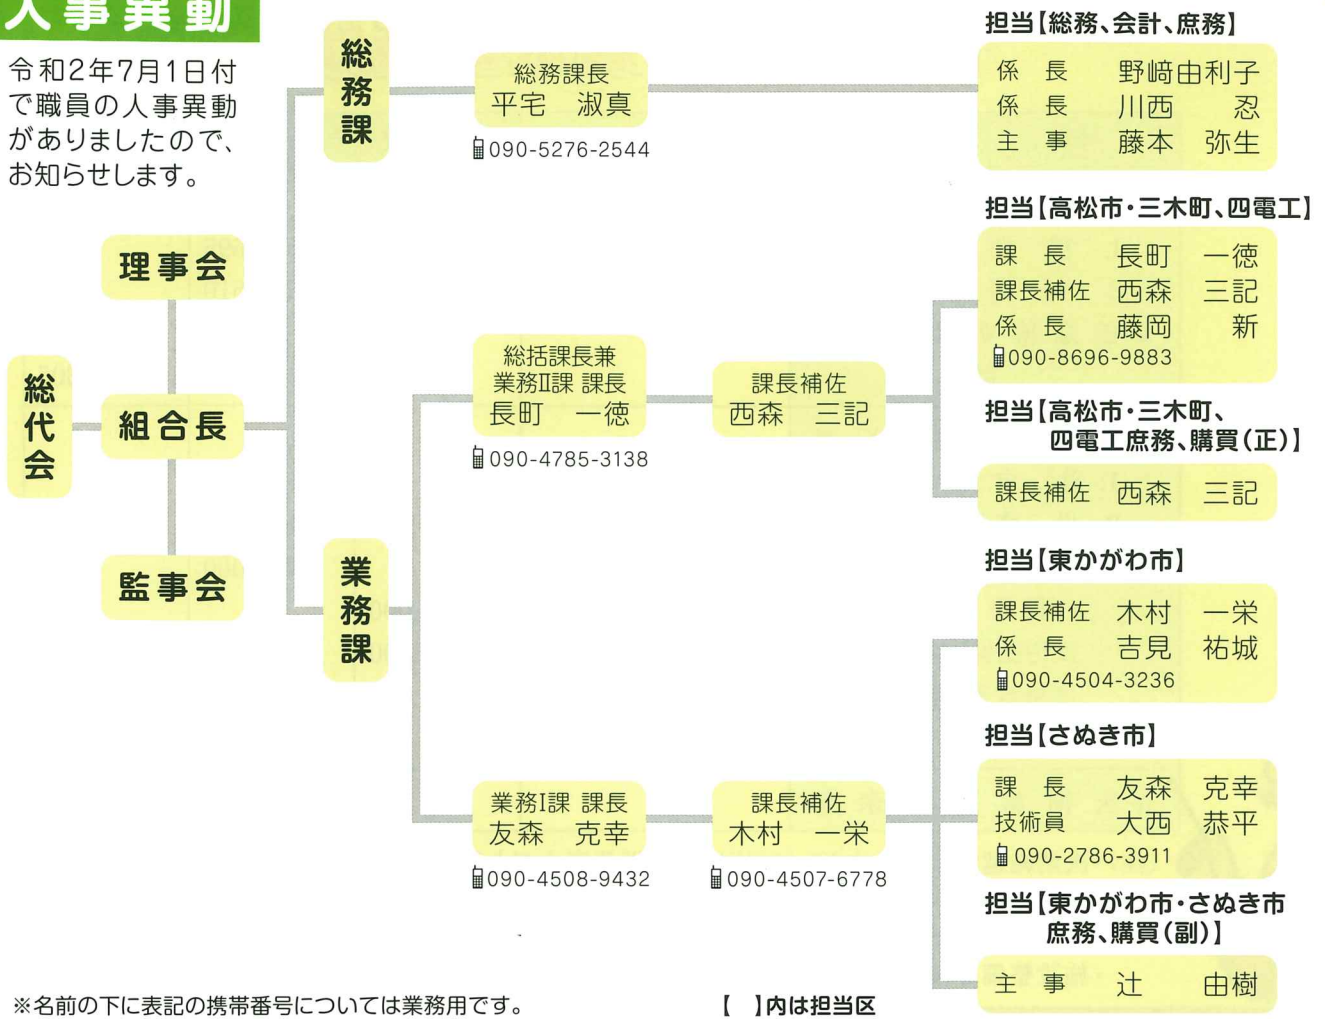 人事異動
令和2年7月1日付
で職員の人事異動
がありましたので、
お知らせします。
総代会
理事会
組合長
監事会
総務課
総務課長
平宅 淑真
090-5276-2544
担当【総務、会計、庶務】
係長 野﨑由利子
係長 川西 忍
主事 藤本 弥生
業務課
総括課長兼
業務Ⅱ課 課長
長町 一徳
090-4785-3138
課長補佐
西森 三記
担当【高松市・三木町、四電工】
課長 長町 一徳
課長補佐 西森 三記
係長 藤岡 新
090-8696-9883
担当【高松市・三木町、
四電工庶務、購買(正)】
課長補佐 西森 三記
業務Ⅰ課 課長
友森 克幸
090-4508-9432
課長補佐
木村 一栄
090-4507-6778
担当【東かがわ市】
課長補佐 木村 一栄
係長 吉見 祐城
090-4504-3236
担当【さぬき市】
課長 友森 克幸
技術員 大西 恭平
090-2786-3911
担当【東かがわ市・さぬき市
庶務、購買(副)】
主事 辻 由樹
※名前の下に表記の携帯番号については業務用です。
【 】内は担当区